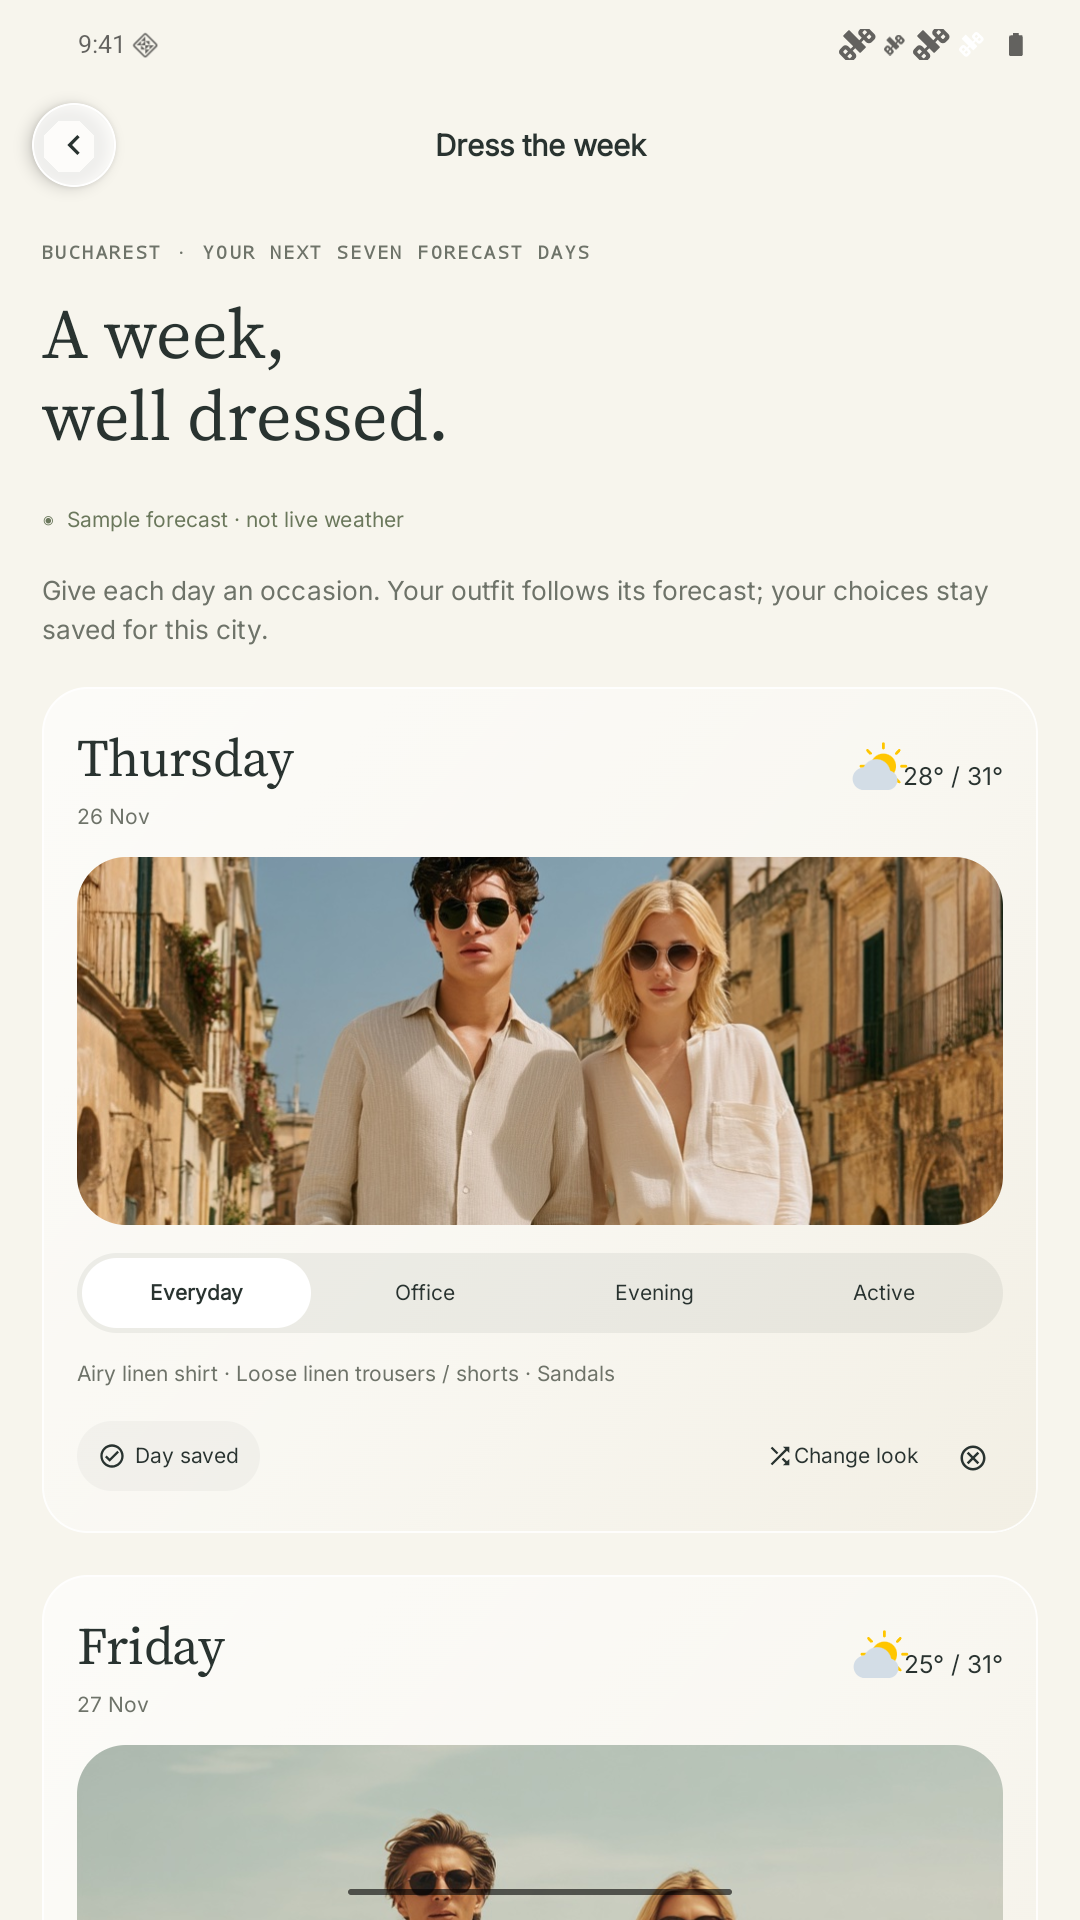 9:41
Dress the week
BUCHAREST · YOUR NEXT SEVEN FORECAST DAYS
A week,
well dressed.
Sample forecast · not live weather
Give each day an occasion. Your outfit follows its forecast; your choices stay
saved for this city.
Thursday
28° / 31°
26 Nov
Everyday
Office
Evening
Active
Airy linen shirt · Loose linen trousers / shorts · Sandals
Day saved
Change look
Friday
25° / 31°
27 Nov